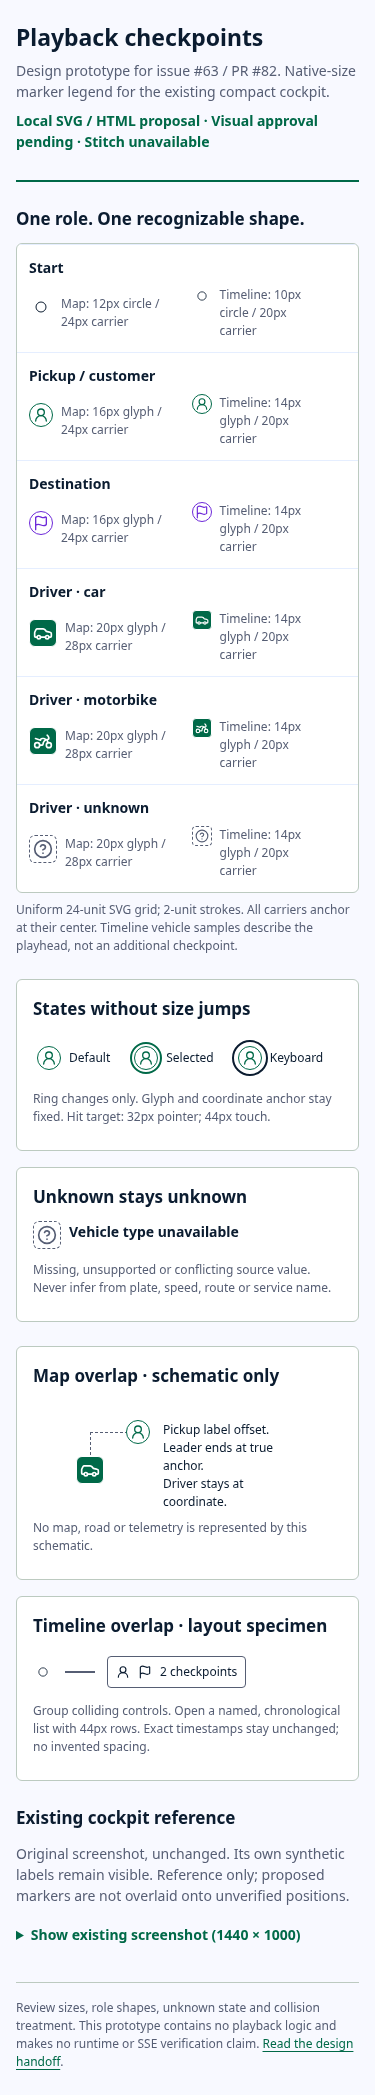 Playback checkpoints
Design prototype for issue #63 / PR #82. Native-size
marker legend for the existing compact cockpit.
Local SVG / HTML proposal · Visual approval
pending · Stitch unavailable
One role. One recognizable shape.
Start
Map: 12px circle /
24px carrier
Timeline: 10px
circle / 20px
carrier
Pickup / customer
Map: 16px glyph /
24px carrier
Timeline: 14px
glyph / 20px
carrier
Destination
Map: 16px glyph /
24px carrier
Timeline: 14px
glyph / 20px
carrier
Driver · car
Map: 20px glyph /
28px carrier
Timeline: 14px
glyph / 20px
carrier
Driver · motorbike
Map: 20px glyph /
28px carrier
Timeline: 14px
glyph / 20px
carrier
Driver · unknown
Map: 20px glyph /
28px carrier
Timeline: 14px
glyph / 20px
carrier
Uniform 24-unit SVG grid; 2-unit strokes. All carriers anchor
at their center. Timeline vehicle samples describe the
playhead, not an additional checkpoint.
States without size jumps
Default
Selected
Keyboard
Ring changes only. Glyph and coordinate anchor stay
fixed. Hit target: 32px pointer; 44px touch.
Unknown stays unknown
Vehicle type unavailable
Missing, unsupported or conflicting source value.
Never infer from plate, speed, route or service name.
Map overlap · schematic only
Pickup label offset.
Leader ends at true
anchor.
Driver stays at
coordinate.
No map, road or telemetry is represented by this
schematic.
Timeline overlap · layout specimen
2 checkpoints
Group colliding controls. Open a named, chronological
list with 44px rows. Exact timestamps stay unchanged;
no invented spacing.
Existing cockpit reference
Original screenshot, unchanged. Its own synthetic
labels remain visible. Reference only; proposed
markers are not overlaid onto unverified positions.
Show existing screenshot (1440 × 1000)
Review sizes, role shapes, unknown state and collision
treatment. This prototype contains no playback logic and
makes no runtime or SSE verification claim. Read the design
handoff.